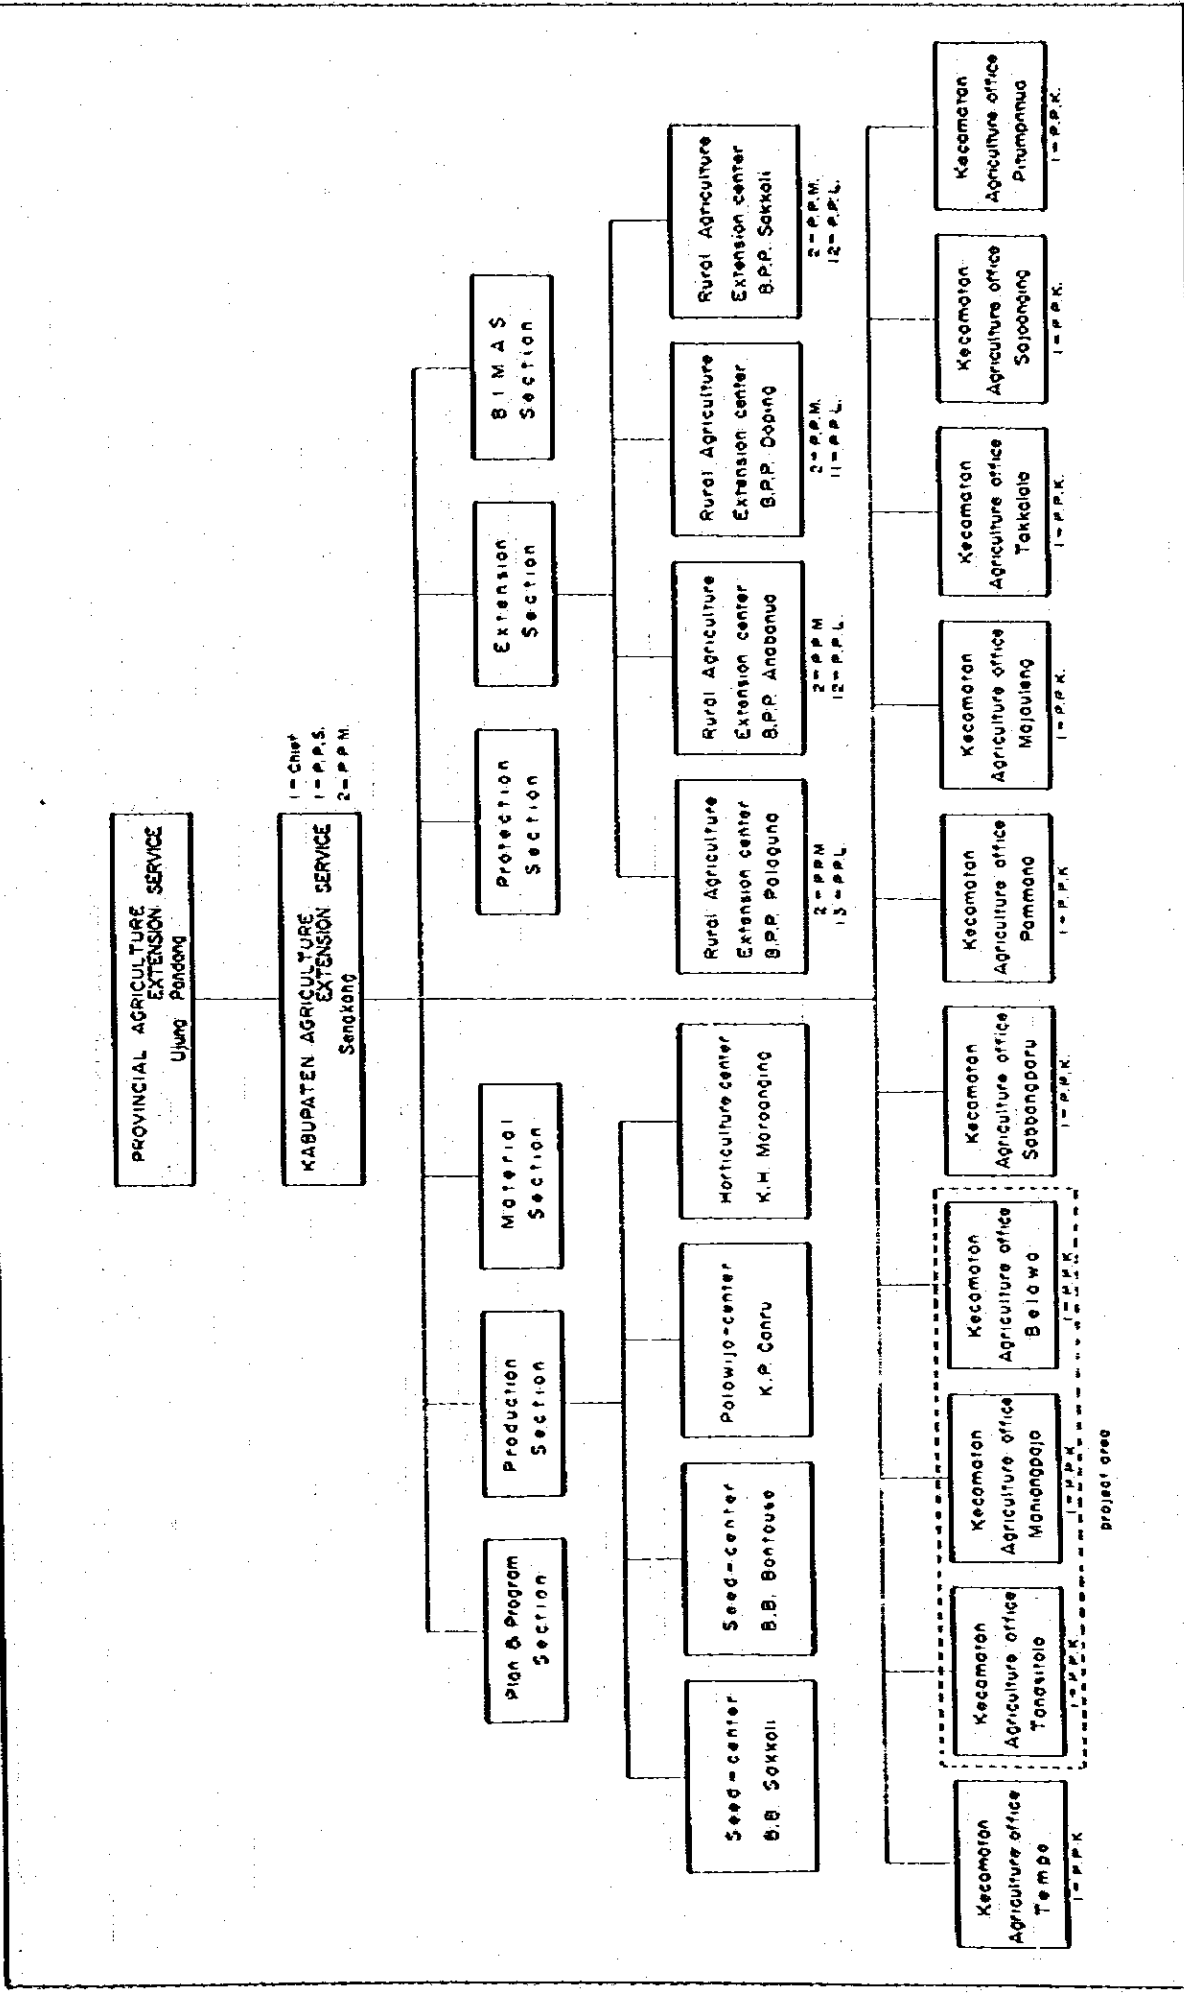 PROVINCIAL AGRICULTURE
EXTENSION SERVICE
Ujung Pandang
KABUPATEN AGRICULTURE
EXTENSION SERVICE
Sengkang
1-Chief
1-P.P.S.
2-P.P.M.
Plan & Program
Section
Production
Section
Material
Section
Protection
Section
Extension
Section
BIMAS
Section
Seed-center
B.B. Sakkoli
Seed-center
B.B. Bontouse
Palowijo-center
K.P. Canru
Horticulture center
K.H. Maroanging
Rural Agriculture
Extension center
B.P.P. Palaguna
2-P.P.M
13-P.P.L.
Rural Agriculture
Extension center
B.P.P. Anabanua
2-P.P.M
12-P.P.L.
Rural Agriculture
Extension center
B.P.P. Doping
2-P.P.M.
11-P.P.L.
Rural Agriculture
Extension center
B.P.P. Sakkoli
2-P.P.M.
12-P.P.L.
Kecamatan
Agriculture office
Tempe
1-P.P.K
Kecamatan
Agriculture office
Tanasitolo
1-P.P.K
Kecamatan
Agriculture office
Maniangpajo
1-P.P.K
Kecamatan
Agriculture office
Belawa
1-P.P.K
project area
Kecamatan
Agriculture office
Sabbangparu
1-P.P.K.
Kecamatan
Agriculture office
Pammana
1-P.P.K
Kecamatan
Agriculture office
Majauleng
1-P.P.K.
Kecamatan
Agriculture office
Takkalala
1-P.P.K.
Kecamatan
Agriculture office
Sajoanging
1-P.P.K.
Kecamatan
Agriculture office
Pitumpanua
1-P.P.K.